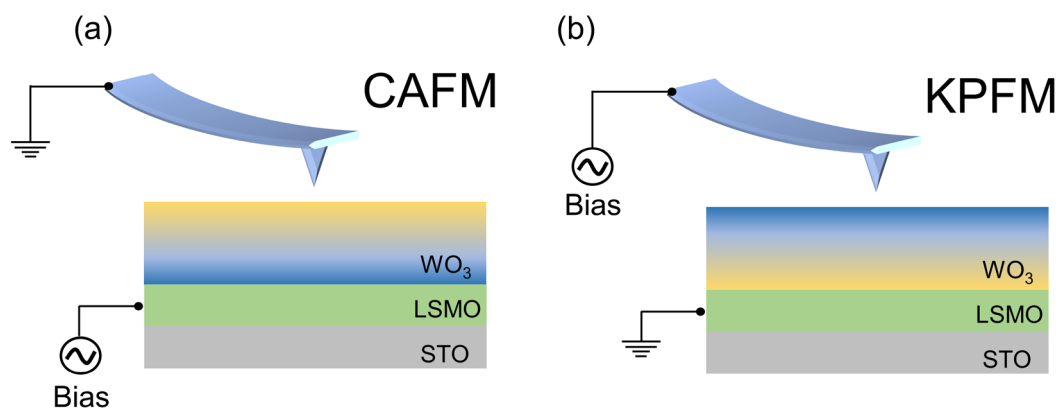 (a)
CAFM
WO₃
LSMO
STO
Bias
(b)
KPFM
Bias
WO₃
LSMO
STO